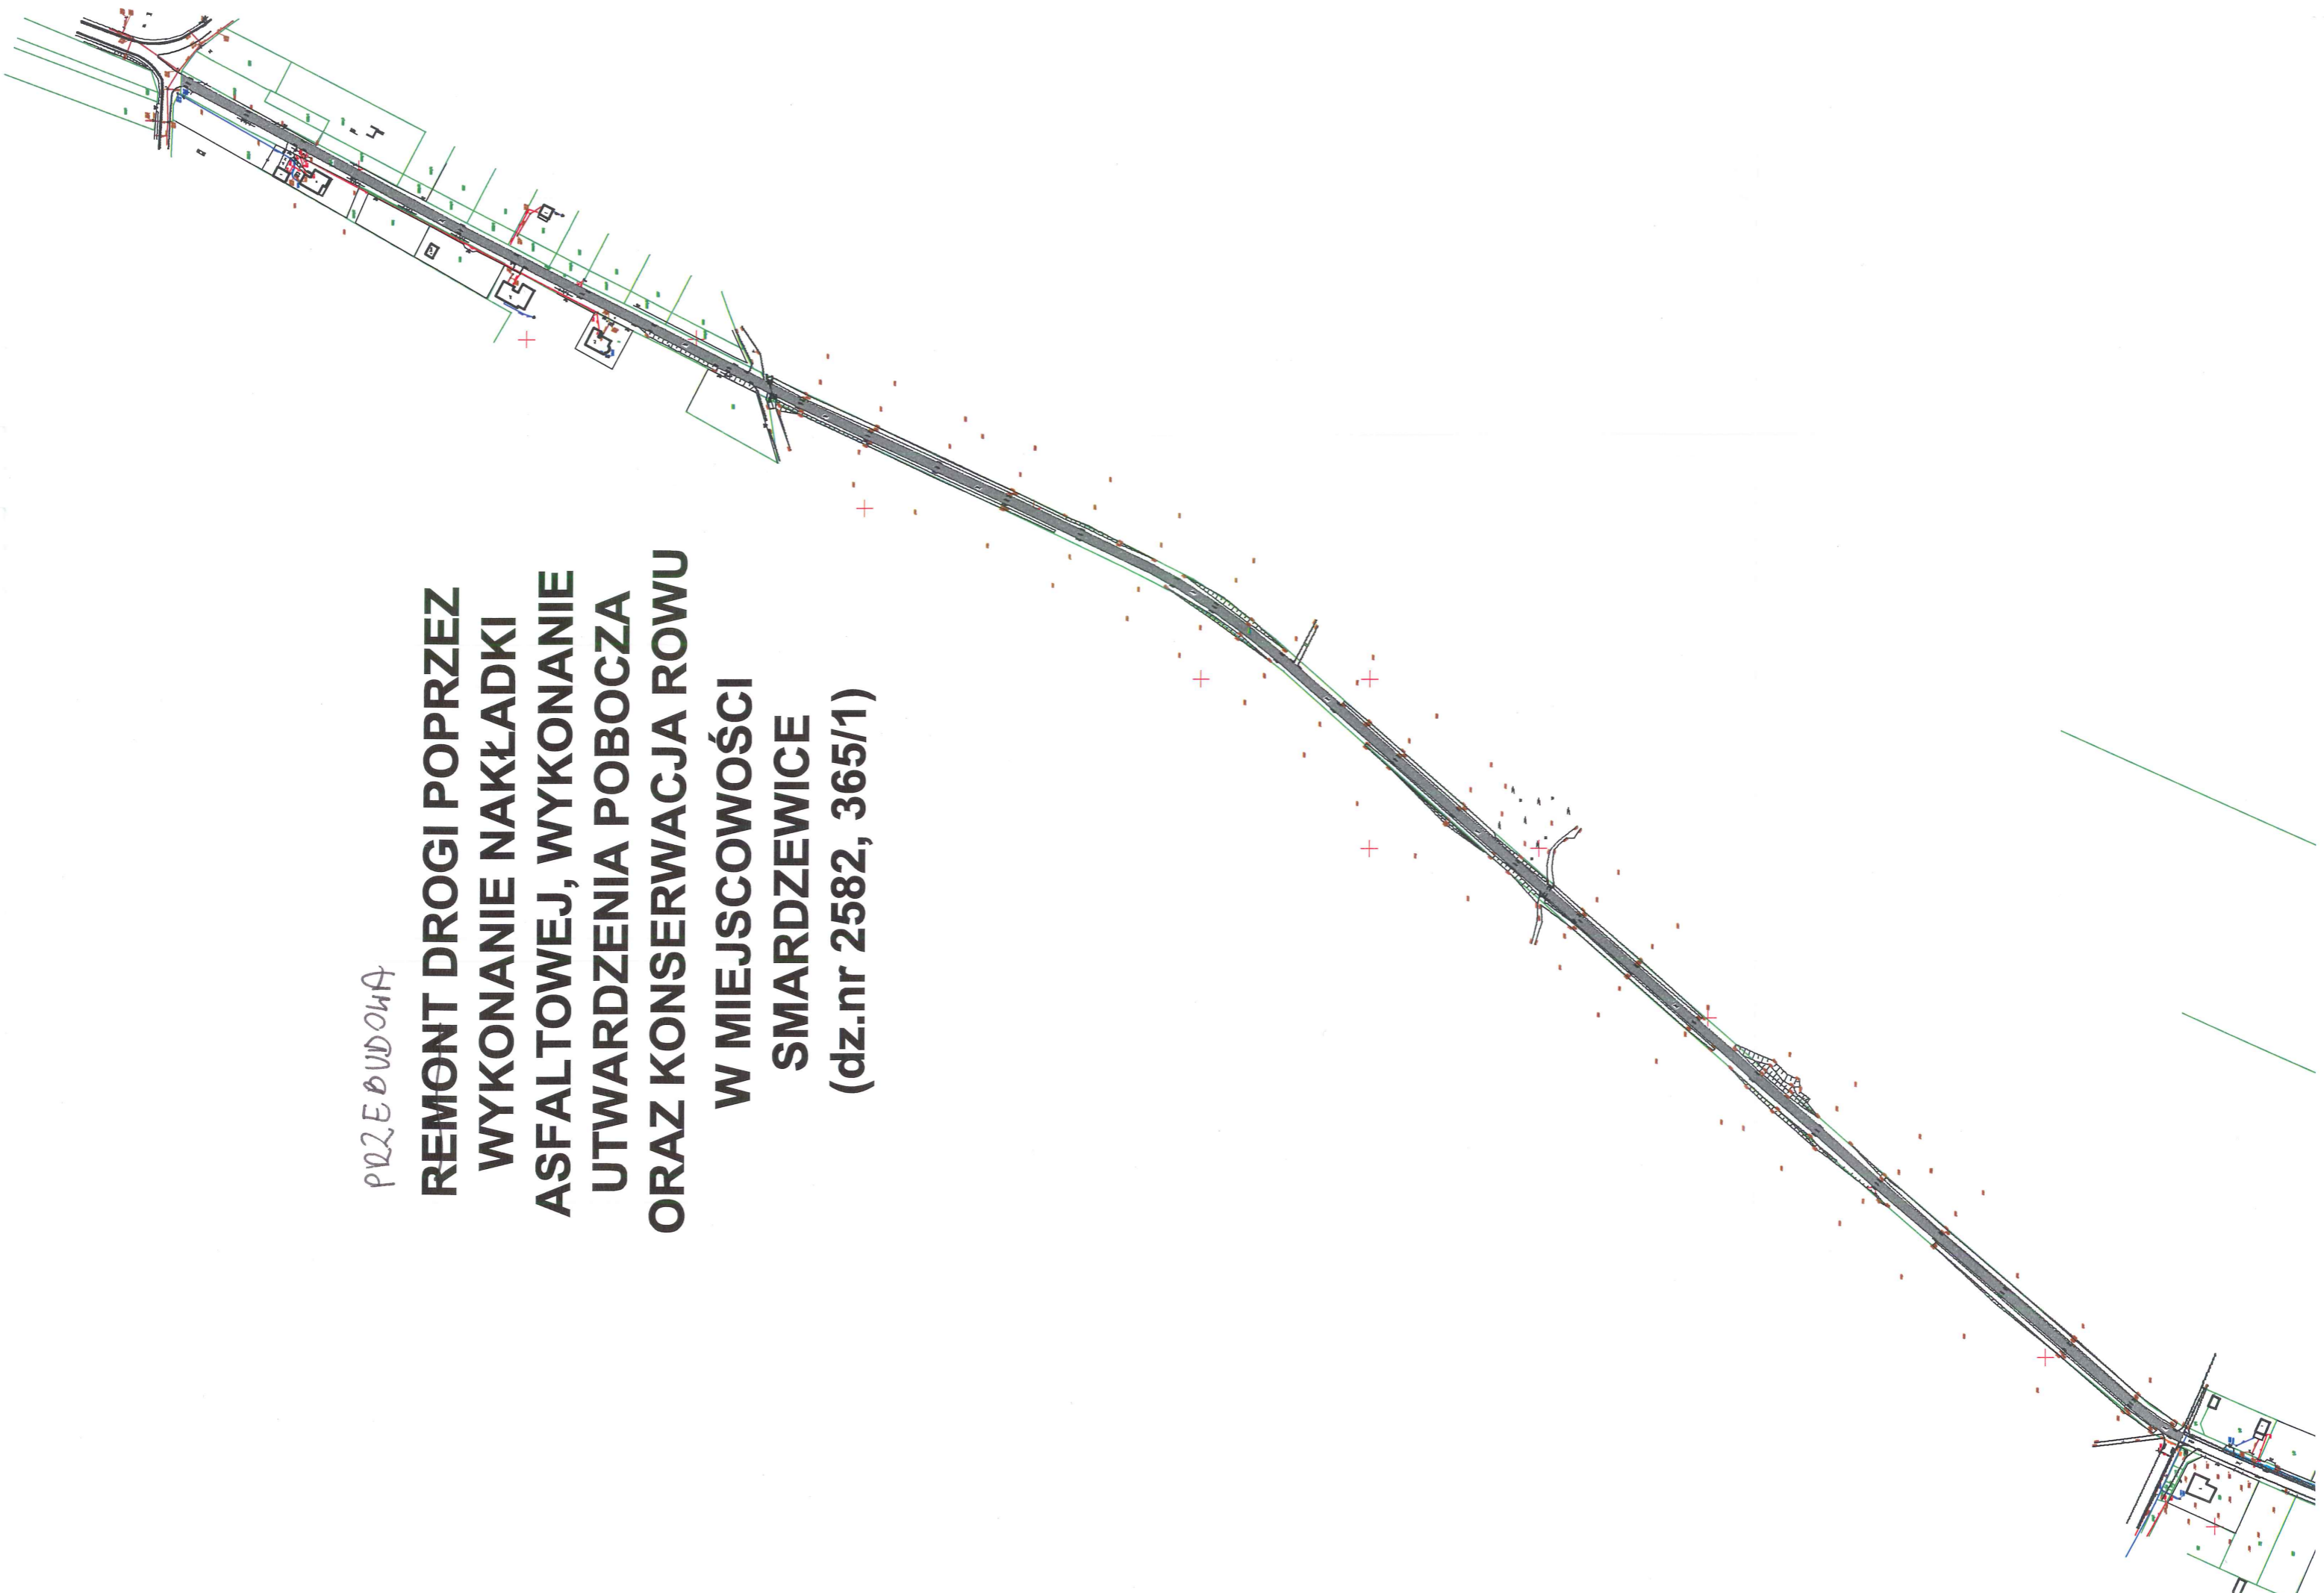 PRZEBUDOWA
REMONT DROGI POPRZEZ
WYKONANIE NAKŁADKI
ASFALTOWEJ, WYKONANIE
UTWARDZENIA POBOCZA
ORAZ KONSERWACJA ROWU
W MIEJSCOWOŚCI
SMARDZEWICE
(dz.nr 2582, 365/1)